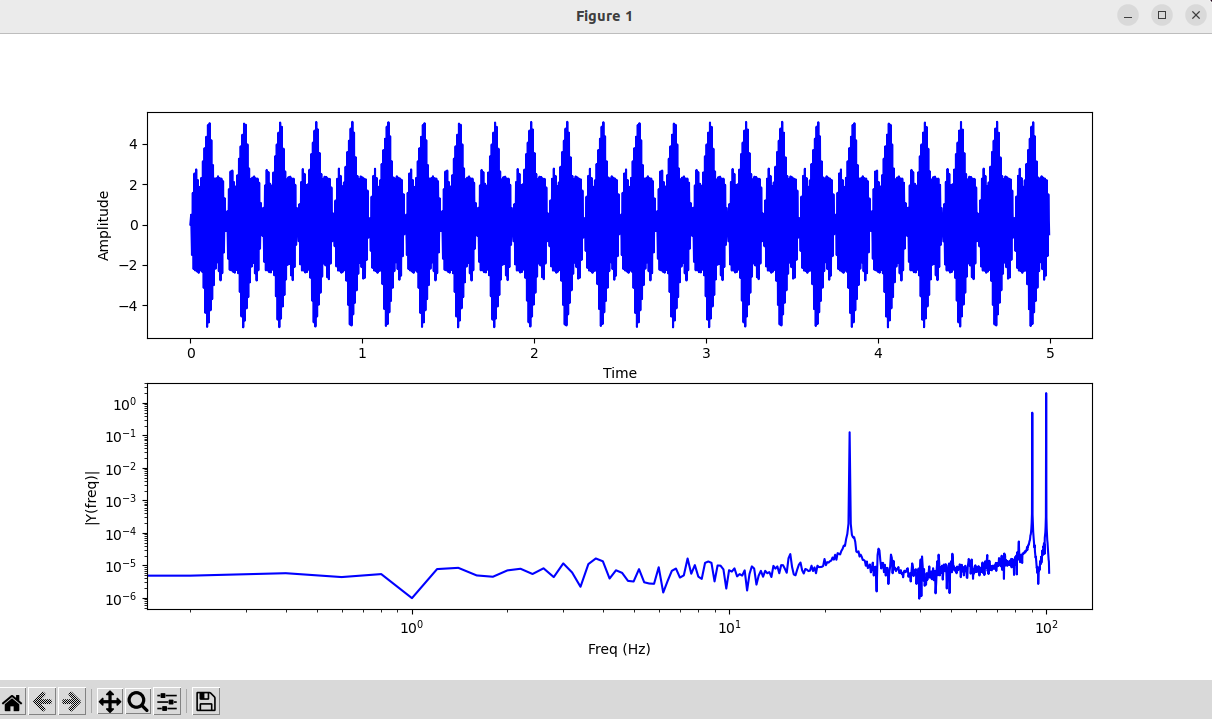 Figure 1
4
2
0
−2
−4
Amplitude
0 1 2 3 4 5
Time
10⁰
10⁻¹
10⁻²
10⁻³
10⁻⁴
10⁻⁵
10⁻⁶
|Y(freq)|
10⁰ 10¹ 10²
Freq (Hz)